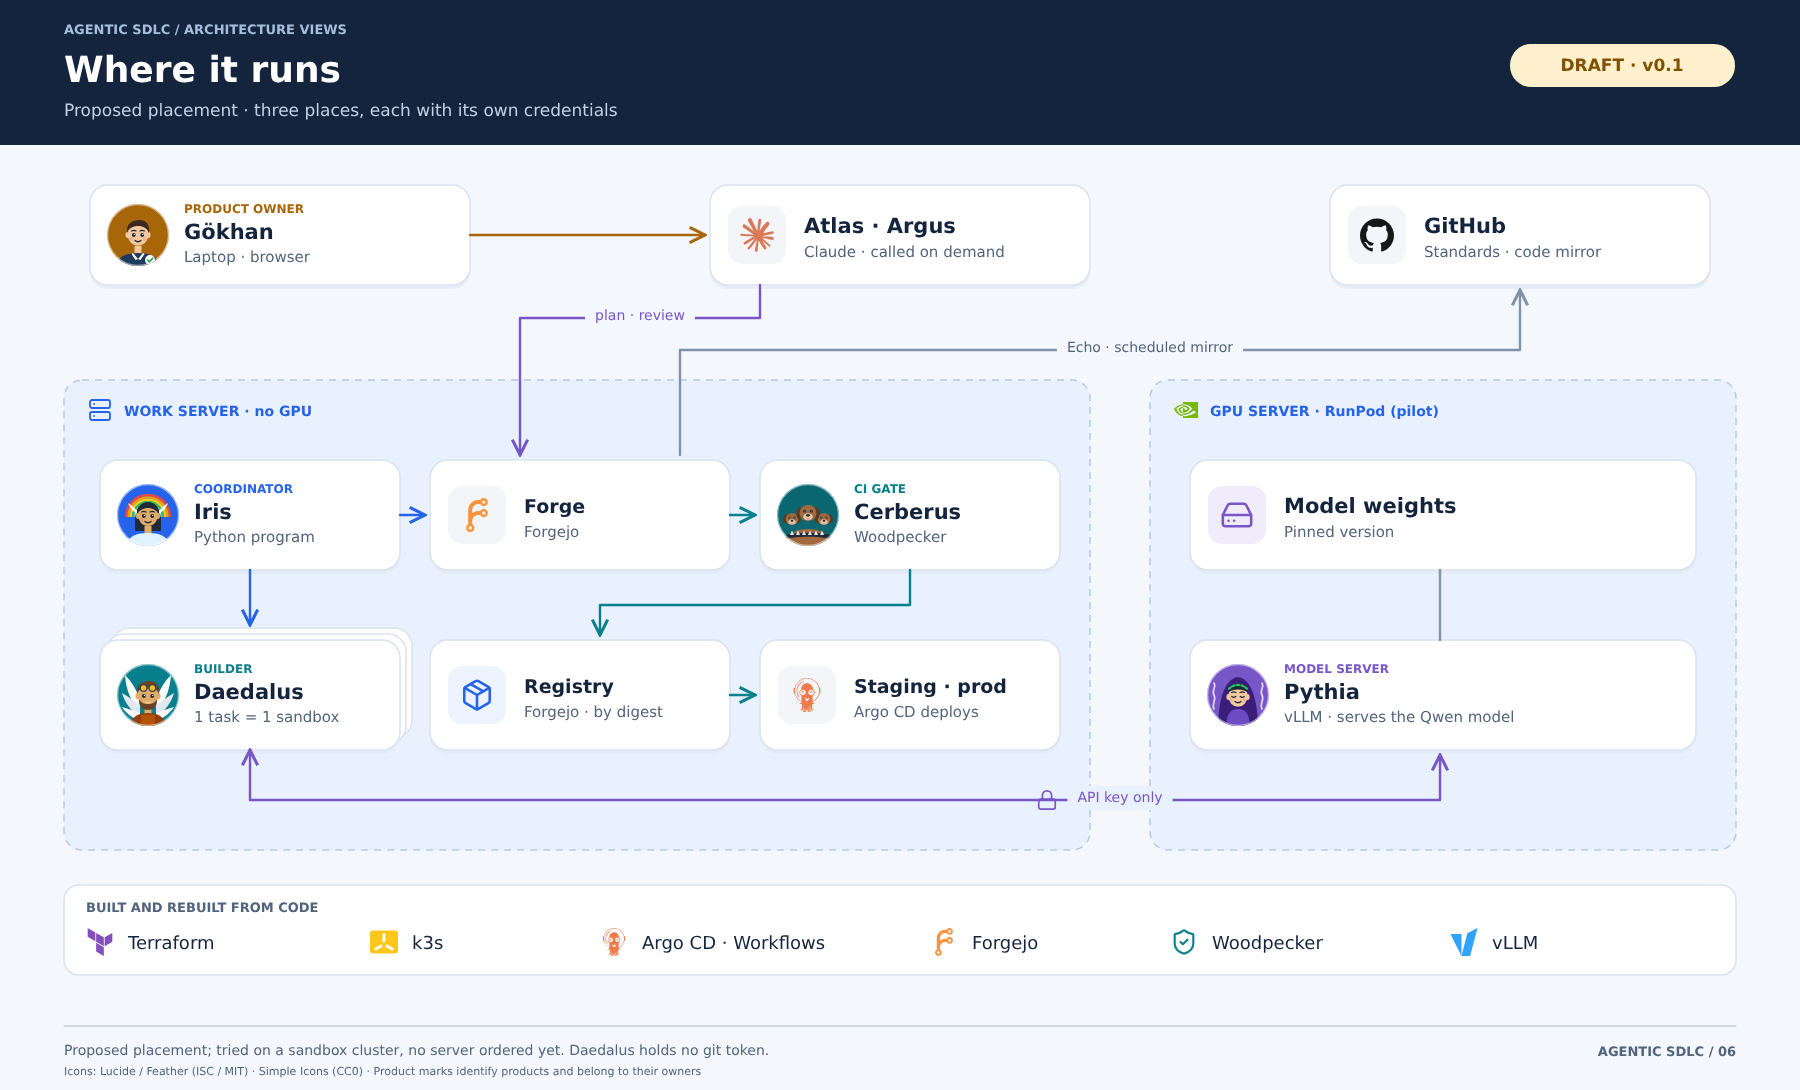 AGENTIC SDLC / ARCHITECTURE VIEWS
Where it runs
Proposed placement · three places, each with its own credentials
DRAFT · v0.1
PRODUCT OWNER
Gökhan
Laptop · browser
Atlas · Argus
Claude · called on demand
GitHub
Standards · code mirror
plan · review
Echo · scheduled mirror
WORK SERVER · no GPU
GPU SERVER · RunPod (pilot)
COORDINATOR
Iris
Python program
Forge
Forgejo
CI GATE
Cerberus
Woodpecker
Model weights
Pinned version
BUILDER
Daedalus
1 task = 1 sandbox
Registry
Forgejo · by digest
Staging · prod
Argo CD deploys
MODEL SERVER
Pythia
vLLM · serves the Qwen model
API key only
BUILT AND REBUILT FROM CODE
Terraform
k3s
Argo CD · Workflows
Forgejo
Woodpecker
vLLM
Proposed placement; tried on a sandbox cluster, no server ordered yet. Daedalus holds no git token.
AGENTIC SDLC / 06
Icons: Lucide / Feather (ISC / MIT) · Simple Icons (CC0) · Product marks identify products and belong to their owners